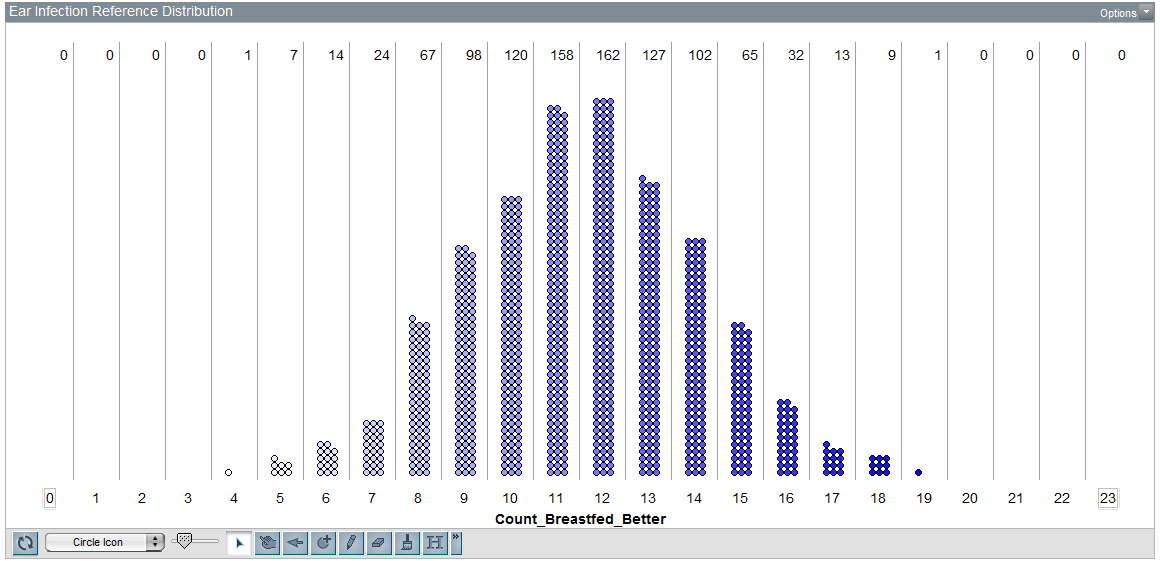 Ear Infection Reference Distribution Options
0 0 0 0 1 7 14 24 67 98 120 158 162 127 102 65 32 13 9 1 0 0 0 0
0 1 2 3 4 5 6 7 8 9 10 11 12 13 14 15 16 17 18 19 20 21 22 23
Count_Breastfed_Better
Circle Icon